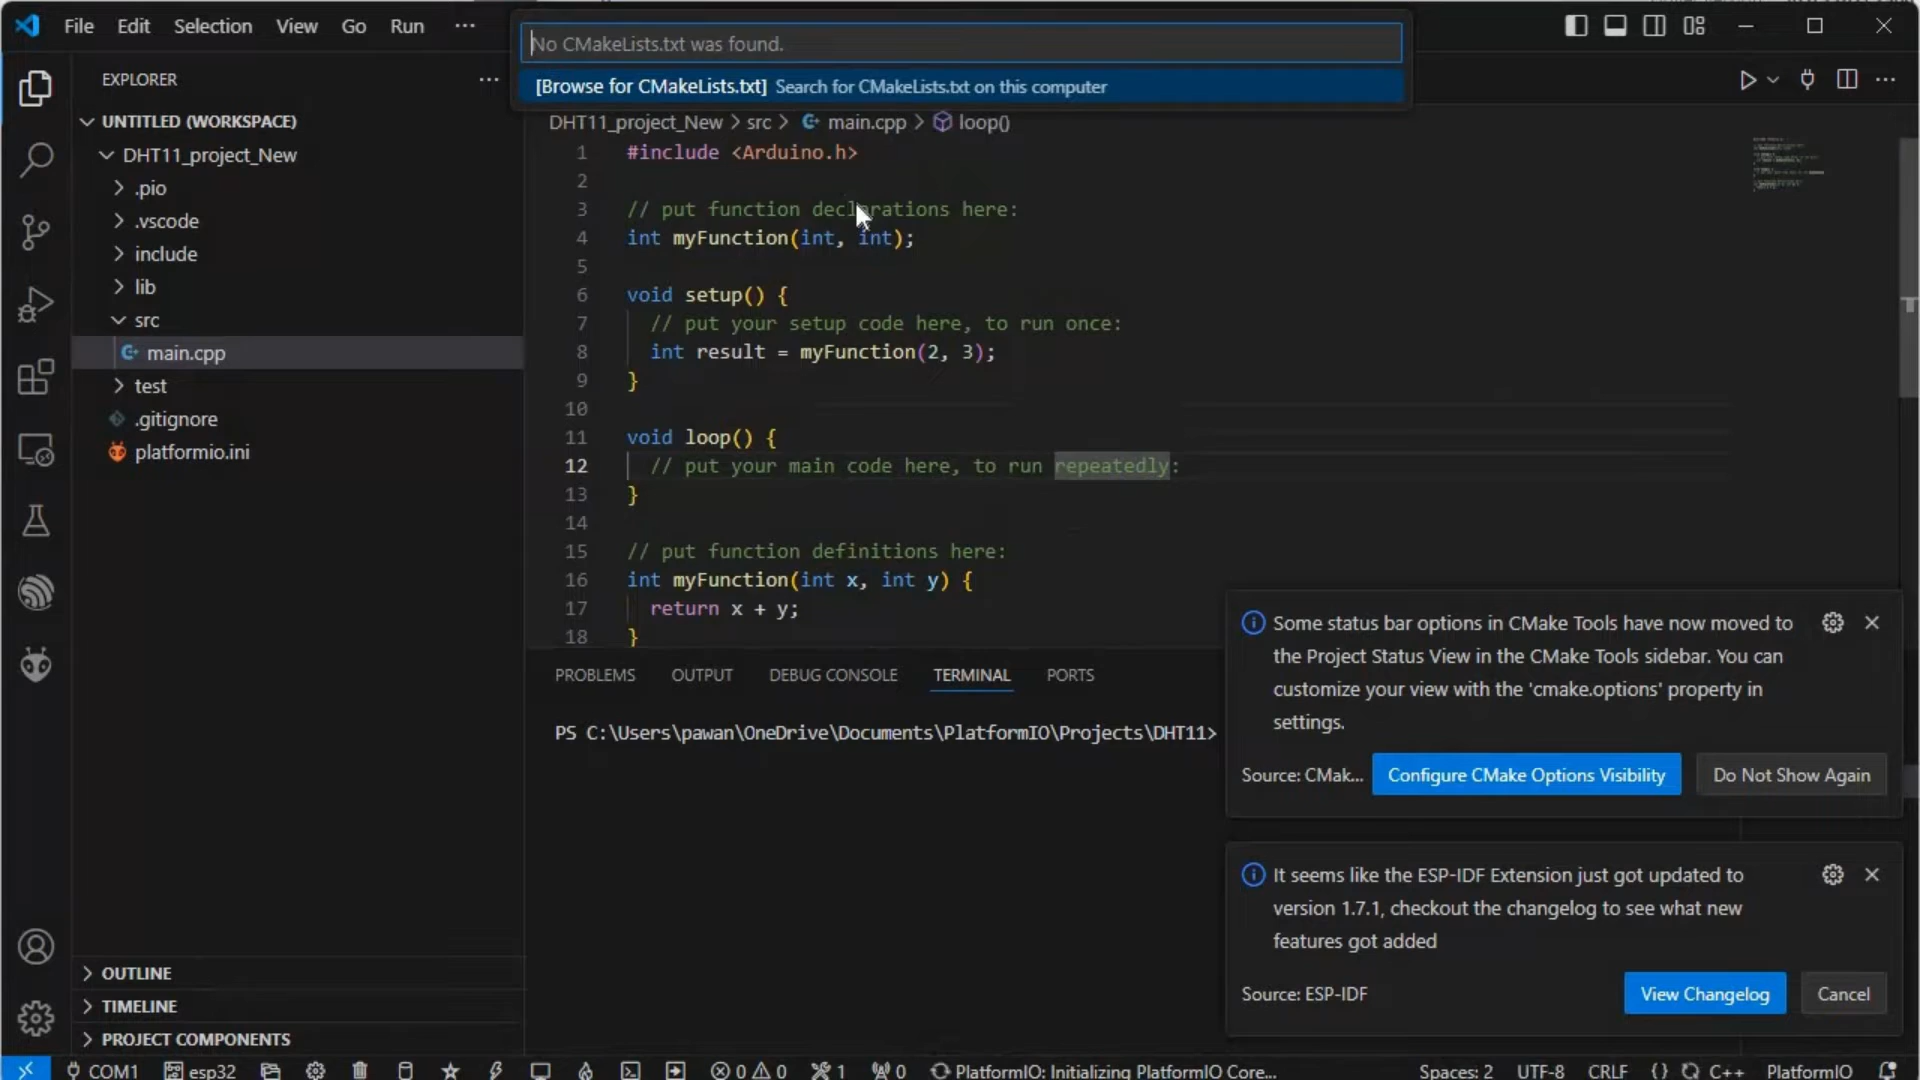 File Edit Selection View Go Run ...
No CMakeLists.txt was found.
[Browse for CMakeLists.txt] Search for CMakeLists.txt on this computer
EXPLORER
UNTITLED (WORKSPACE)
DHT11_project_New
.pio
.vscode
include
lib
src
main.cpp
test
.gitignore
platformio.ini
OUTLINE
TIMELINE
PROJECT COMPONENTS
DHT11_project_New > src > main.cpp > loop()
1 #include <Arduino.h>
2
3 // put function declarations here:
4 int myFunction(int, int);
5
6 void setup() {
7 // put your setup code here, to run once:
8 int result = myFunction(2, 3);
9 }
10
11 void loop() {
12 // put your main code here, to run repeatedly:
13 }
14
15 // put function definitions here:
16 int myFunction(int x, int y) {
17 return x + y;
18 }
PROBLEMS OUTPUT DEBUG CONSOLE TERMINAL PORTS
PS C:\Users\pawan\OneDrive\Documents\PlatformIO\Projects\DHT11>
Some status bar options in CMake Tools have now moved to
the Project Status View in the CMake Tools sidebar. You can
customize your view with the 'cmake.options' property in
settings.
Source: CMak... Configure CMake Options Visibility Do Not Show Again
It seems like the ESP-IDF Extension just got updated to
version 1.7.1, checkout the changelog to see what new
features got added
Source: ESP-IDF View Changelog Cancel
COM1 esp32 0 0 1 0 PlatformIO: Initializing PlatformIO Core... Spaces: 2 UTF-8 CRLF {} C++ PlatformIO